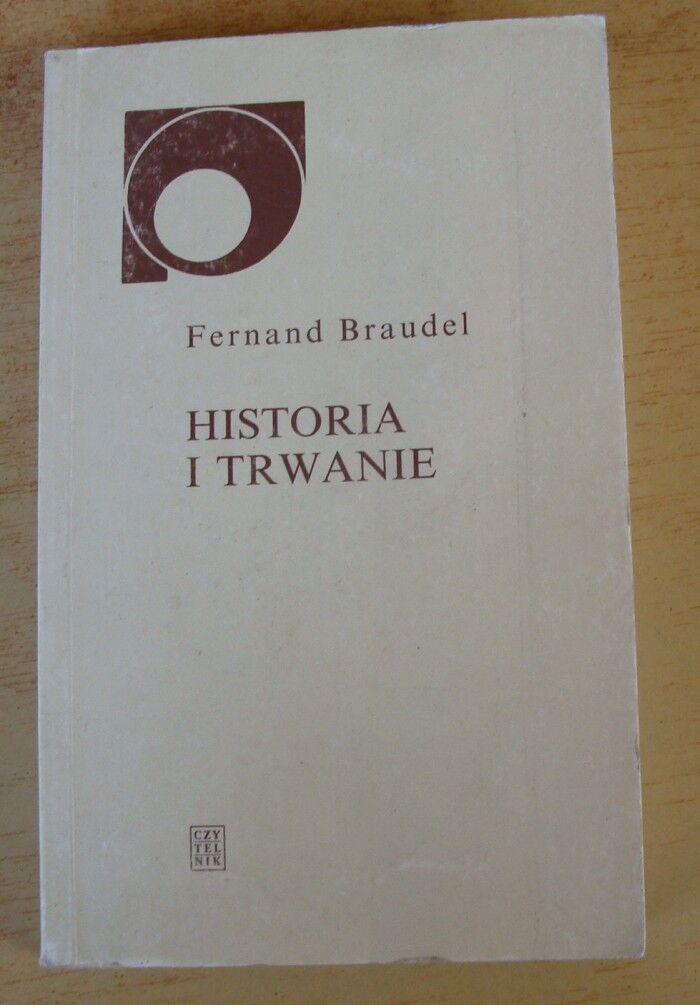 Fernand Braudel
HISTORIA
I TRWANIE
CZY
TEL
NIK